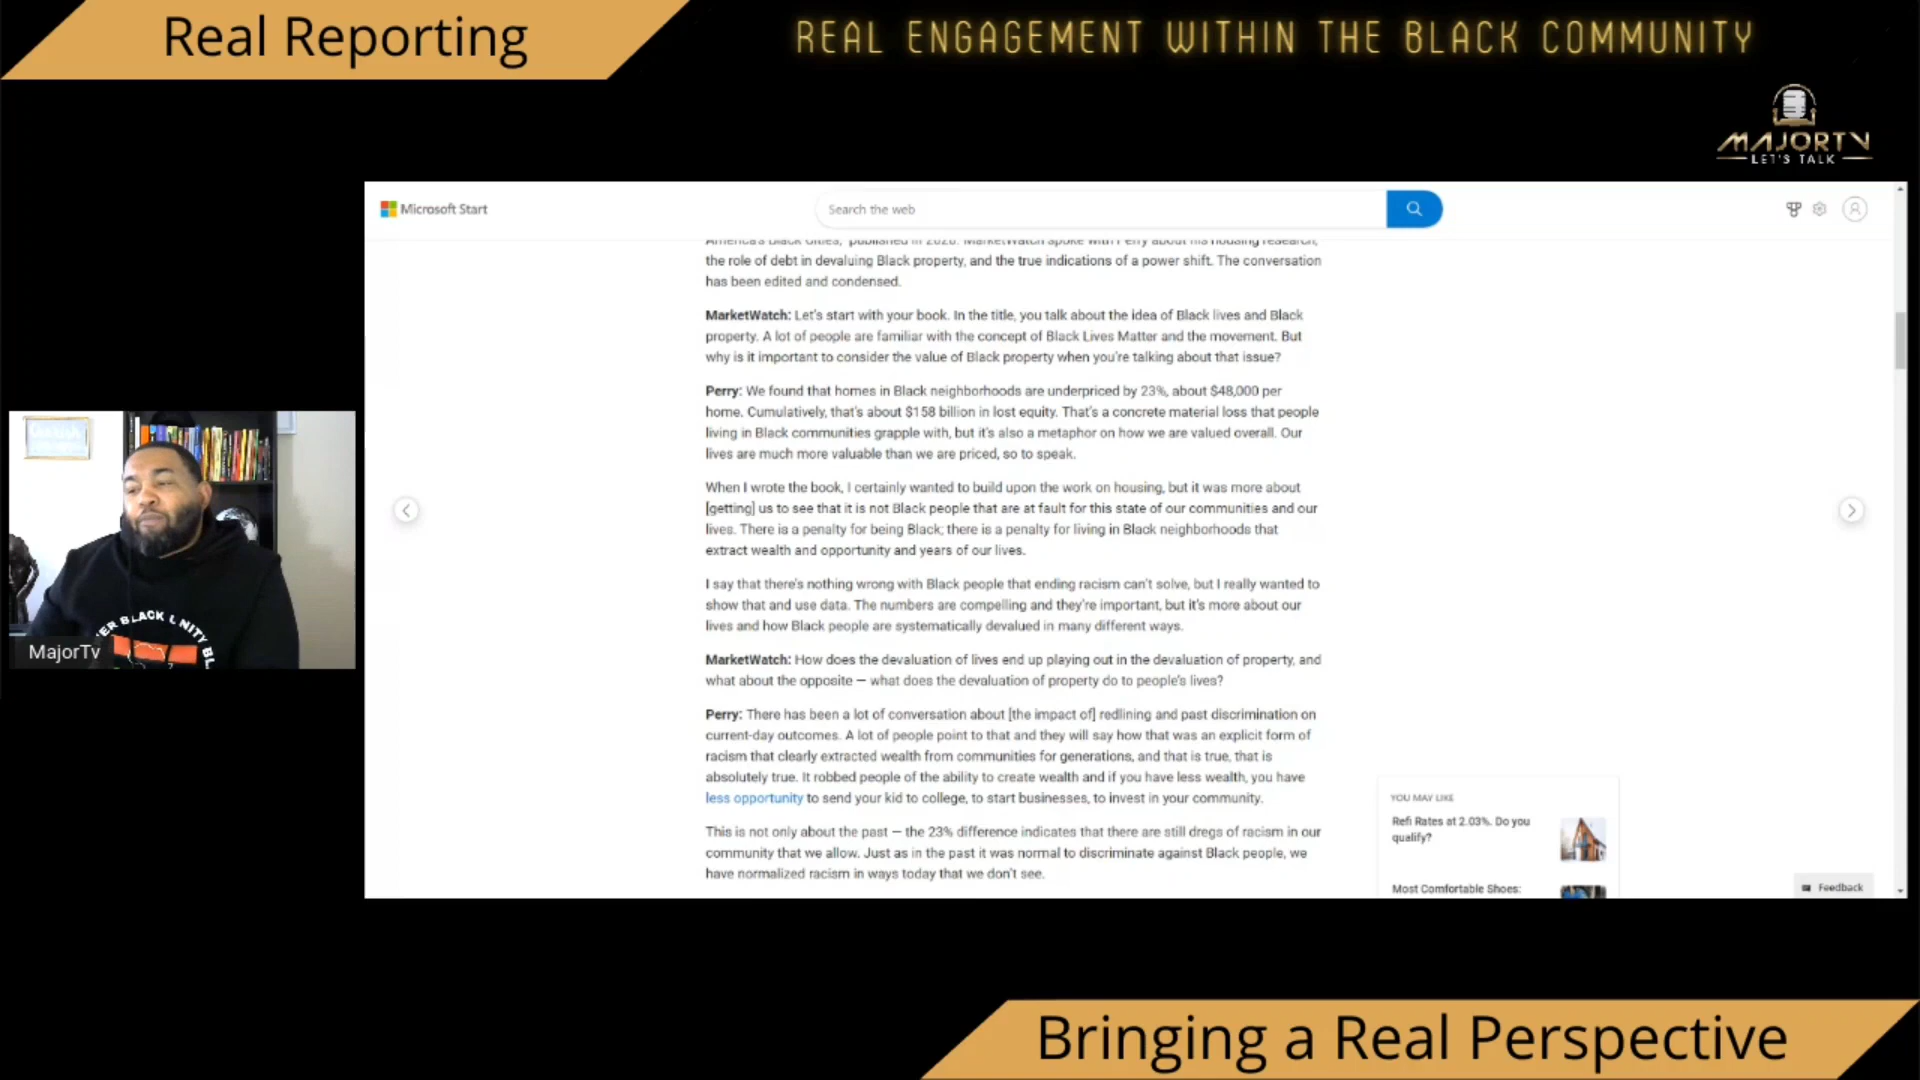 Real Reporting
REAL ENGAGEMENT WITHIN THE BLACK COMMUNITY
MAJORTV
LET'S TALK
Microsoft Start
Search the web
America's Black Cities," published in 2020. MarketWatch spoke with Perry about his housing research,
the role of debt in devaluing Black property, and the true indications of a power shift. The conversation
has been edited and condensed.
MarketWatch: Let's start with your book. In the title, you talk about the idea of Black lives and Black
property. A lot of people are familiar with the concept of Black Lives Matter and the movement. But
why is it important to consider the value of Black property when you're talking about that issue?
Perry: We found that homes in Black neighborhoods are underpriced by 23%, about $48,000 per
home. Cumulatively, that's about $158 billion in lost equity. That's a concrete material loss that people
living in Black communities grapple with, but it's also a metaphor on how we are valued overall. Our
lives are much more valuable than we are priced, so to speak.
When I wrote the book, I certainly wanted to build upon the work on housing, but it was more about
[getting] us to see that it is not Black people that are at fault for this state of our communities and our
lives. There is a penalty for being Black; there is a penalty for living in Black neighborhoods that
extract wealth and opportunity and years of our lives.
I say that there's nothing wrong with Black people that ending racism can't solve, but I really wanted to
show that and use data. The numbers are compelling and they're important, but it's more about our
lives and how Black people are systematically devalued in many different ways.
MarketWatch: How does the devaluation of lives end up playing out in the devaluation of property, and
what about the opposite — what does the devaluation of property do to people's lives?
Perry: There has been a lot of conversation about [the impact of] redlining and past discrimination on
current-day outcomes. A lot of people point to that and they will say how that was an explicit form of
racism that clearly extracted wealth from communities for generations, and that is true, that is
absolutely true. It robbed people of the ability to create wealth and if you have less wealth, you have
less opportunity to send your kid to college, to start businesses, to invest in your community.
This is not only about the past — the 23% difference indicates that there are still dregs of racism in our
community that we allow. Just as in the past it was normal to discriminate against Black people, we
have normalized racism in ways today that we don't see.
YOU MAY LIKE
Refi Rates at 2.03%. Do you
qualify?
Most Comfortable Shoes:
Feedback
BLACK
MajorTv
Bringing a Real Perspective